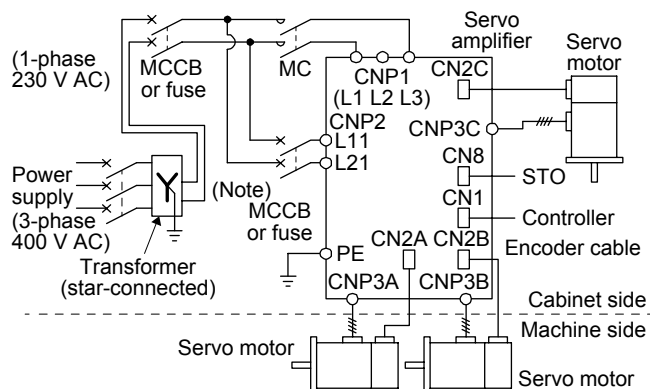 (1-phase
230 V AC)
MCCB
or fuse
MC
CNP1
(L1 L2 L3)
Servo
amplifier
CN2C
Servo
motor
CNP2
L11
L21
CNP3C
CN8
STO
CN1
Controller
Power
supply
(3-phase
400 V AC)
(Note)
MCCB
or fuse
Transformer
(star-connected)
PE
CN2A
CN2B
Encoder cable
CNP3A
CNP3B
Cabinet side
Machine side
Servo motor
Servo motor